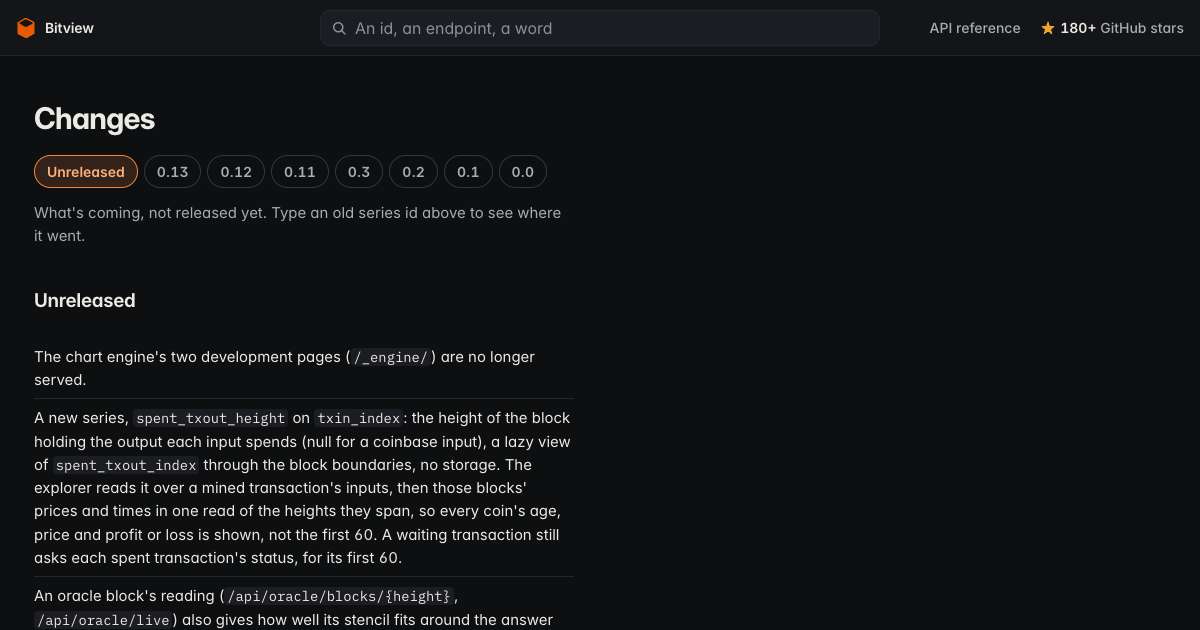 Bitview
An id, an endpoint, a word
API reference
180+ GitHub stars
Changes
Unreleased
0.13
0.12
0.11
0.3
0.2
0.1
0.0
What's coming, not released yet. Type an old series id above to see where
it went.
Unreleased
The chart engine's two development pages (/_engine/) are no longer
served.
A new series, spent_txout_height on txin_index: the height of the block
holding the output each input spends (null for a coinbase input), a lazy view
of spent_txout_index through the block boundaries, no storage. The
explorer reads it over a mined transaction's inputs, then those blocks'
prices and times in one read of the heights they span, so every coin's age,
price and profit or loss is shown, not the first 60. A waiting transaction still
asks each spent transaction's status, for its first 60.
An oracle block's reading (/api/oracle/blocks/{height},
/api/oracle/live) also gives how well its stencil fits around the answer